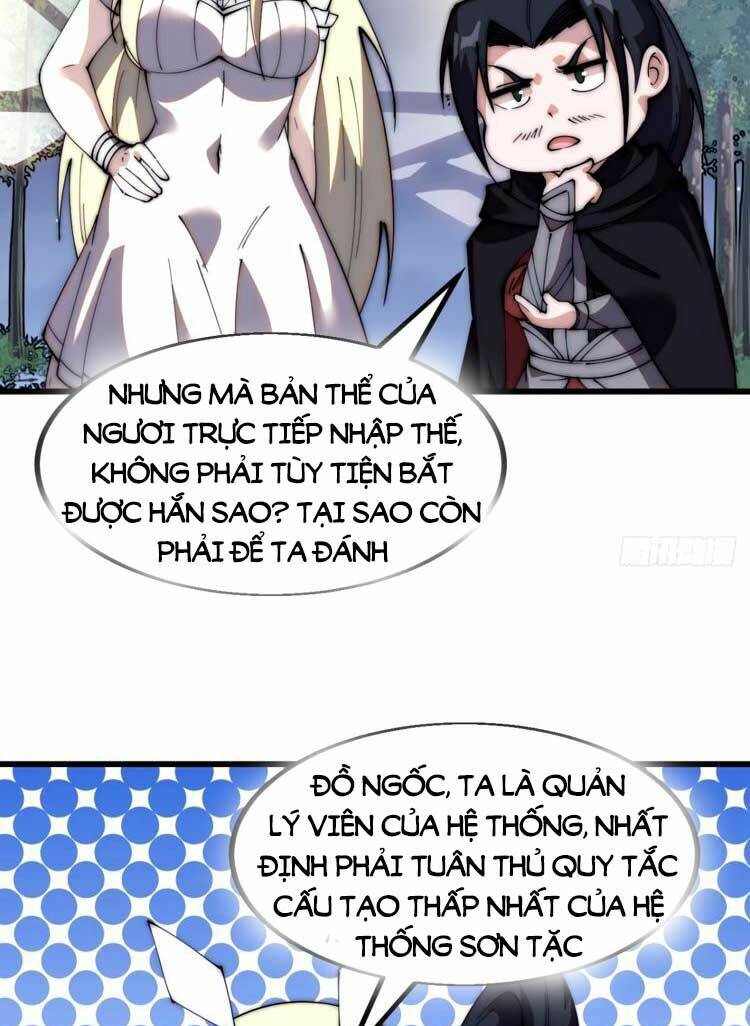 NHƯNG MÀ BẢN THỂ CỦA
NGƯƠI TRỰC TIẾP NHẬP THẾ,
KHÔNG PHẢI TÙY TIỆN BẮT
ĐƯỢC HẮN SAO? TẠI SAO CÒN
PHẢI ĐỂ TA ĐÁNH
ĐỒ NGỐC, TA LÀ QUẢN
LÝ VIÊN CỦA HỆ THỐNG, NHẤT
ĐỊNH PHẢI TUÂN THỦ QUY TẮC
CẤU TẠO THẤP NHẤT CỦA HỆ
THỐNG SƠN TẶC